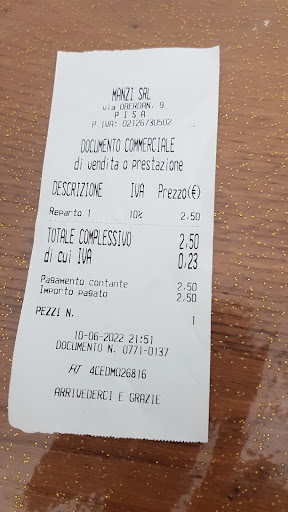 MANZI SRL
via OBERDAN, 9
PISA
P.IVA: 02126730502
DOCUMENTO COMMERCIALE
di vendita o prestazione
DESCRIZIONE IVA Prezzo(€)
Reparto 1 10% 2,50
TOTALE COMPLESSIVO 2,50
di cui IVA 0,23
Pagamento contante 2,50
Importo pagato 2,50
PEZZI N. 1
10-06-2022 21:51
DOCUMENTO N. 0771-0137
RT 4CEDM026816
ARRIVEDERCI E GRAZIE